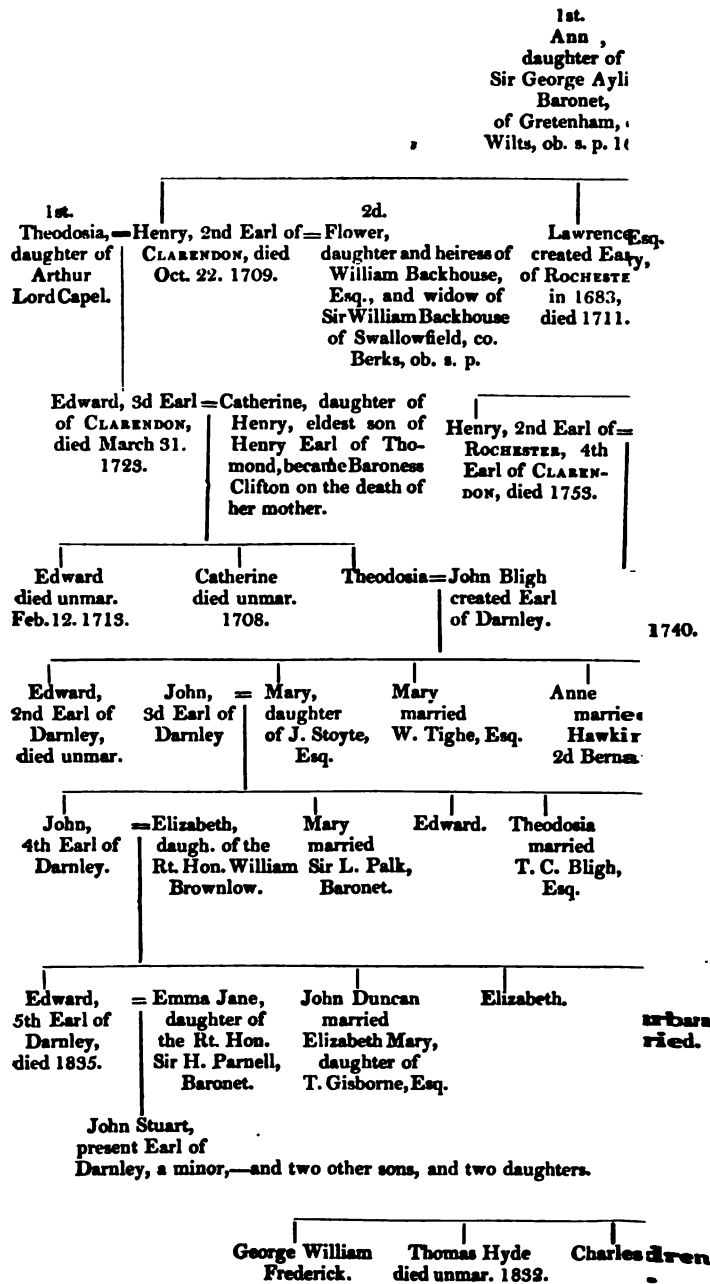 1st.
Ann ,
daughter of
Sir George Ayli
Baronet,
of Gretenham,
Wilts, ob. s. p. 16
1st.
Theodosia,=
daughter of
Arthur
Lord Capel.
Henry, 2nd Earl of=
CLARENDON, died
Oct. 22. 1709.
2d.
Flower,
daughter and heiress of
William Backhouse,
Esq., and widow of
Sir William Backhouse
of Swallowfield, co.
Berks, ob. s. p.
Lawrence
created Ea
of ROCHESTE
in 1683,
died 1711.
Esq.
y,
Edward, 3d Earl=
of CLARENDON,
died March 31.
1723.
Catherine, daughter of
Henry, eldest son of
Henry Earl of Tho-
mond, became Baroness
Clifton on the death of
her mother.
Henry, 2nd Earl of=
ROCHESTER, 4th
Earl of CLAREN-
DON, died 1753.
Edward
died unmar.
Feb. 12. 1713.
Catherine
died unmar.
1708.
Theodosia=John Bligh
created Earl
of Darnley.
1740.
Edward,
2nd Earl of
Darnley,
died unmar.
John, =
3d Earl of
Darnley
Mary,
daughter
of J. Stoyte,
Esq.
Mary
married
W. Tighe, Esq.
Anne
married
Hawkin
2d Berna
John,
4th Earl of
Darnley.
=Elizabeth,
daugh. of the
Rt. Hon. William
Brownlow.
Mary
married
Sir L. Palk,
Baronet.
Edward.
Theodosia
married
T. C. Bligh,
Esq.
Edward,
5th Earl of
Darnley,
died 1835.
= Emma Jane,
daughter of
the Rt. Hon.
Sir H. Parnell,
Baronet.
John Duncan
married
Elizabeth Mary,
daughter of
T. Gisborne, Esq.
Elizabeth.
ried.
John Stuart,
present Earl of
Darnley, a minor,—and two other sons, and two daughters.
George William
Frederick.
Thomas Hyde
died unmar. 1832.
Charles
dren